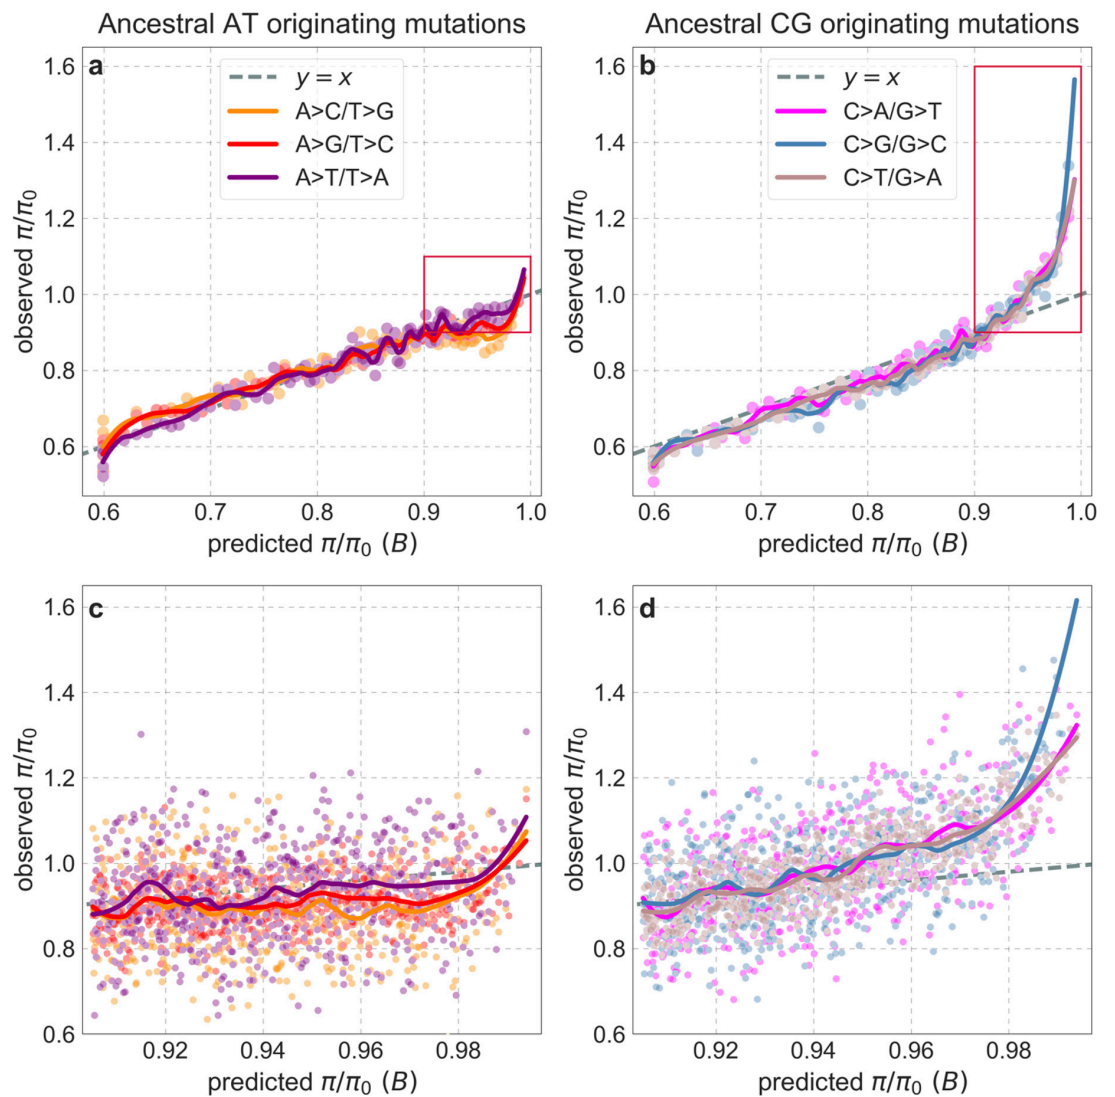 Ancestral AT originating mutations
Ancestral CG originating mutations
a
y = x
A>C/T>G
A>G/T>C
A>T/T>A
1.6
1.4
1.2
1.0
0.8
0.6
observed π/π₀
0.6 0.7 0.8 0.9 1.0
predicted π/π₀ (B)
b
y = x
C>A/G>T
C>G/G>C
C>T/G>A
1.6
1.4
1.2
1.0
0.8
0.6
observed π/π₀
0.6 0.7 0.8 0.9 1.0
predicted π/π₀ (B)
c
1.6
1.4
1.2
1.0
0.8
0.6
observed π/π₀
0.92 0.94 0.96 0.98
predicted π/π₀ (B)
d
1.6
1.4
1.2
1.0
0.8
0.6
observed π/π₀
0.92 0.94 0.96 0.98
predicted π/π₀ (B)